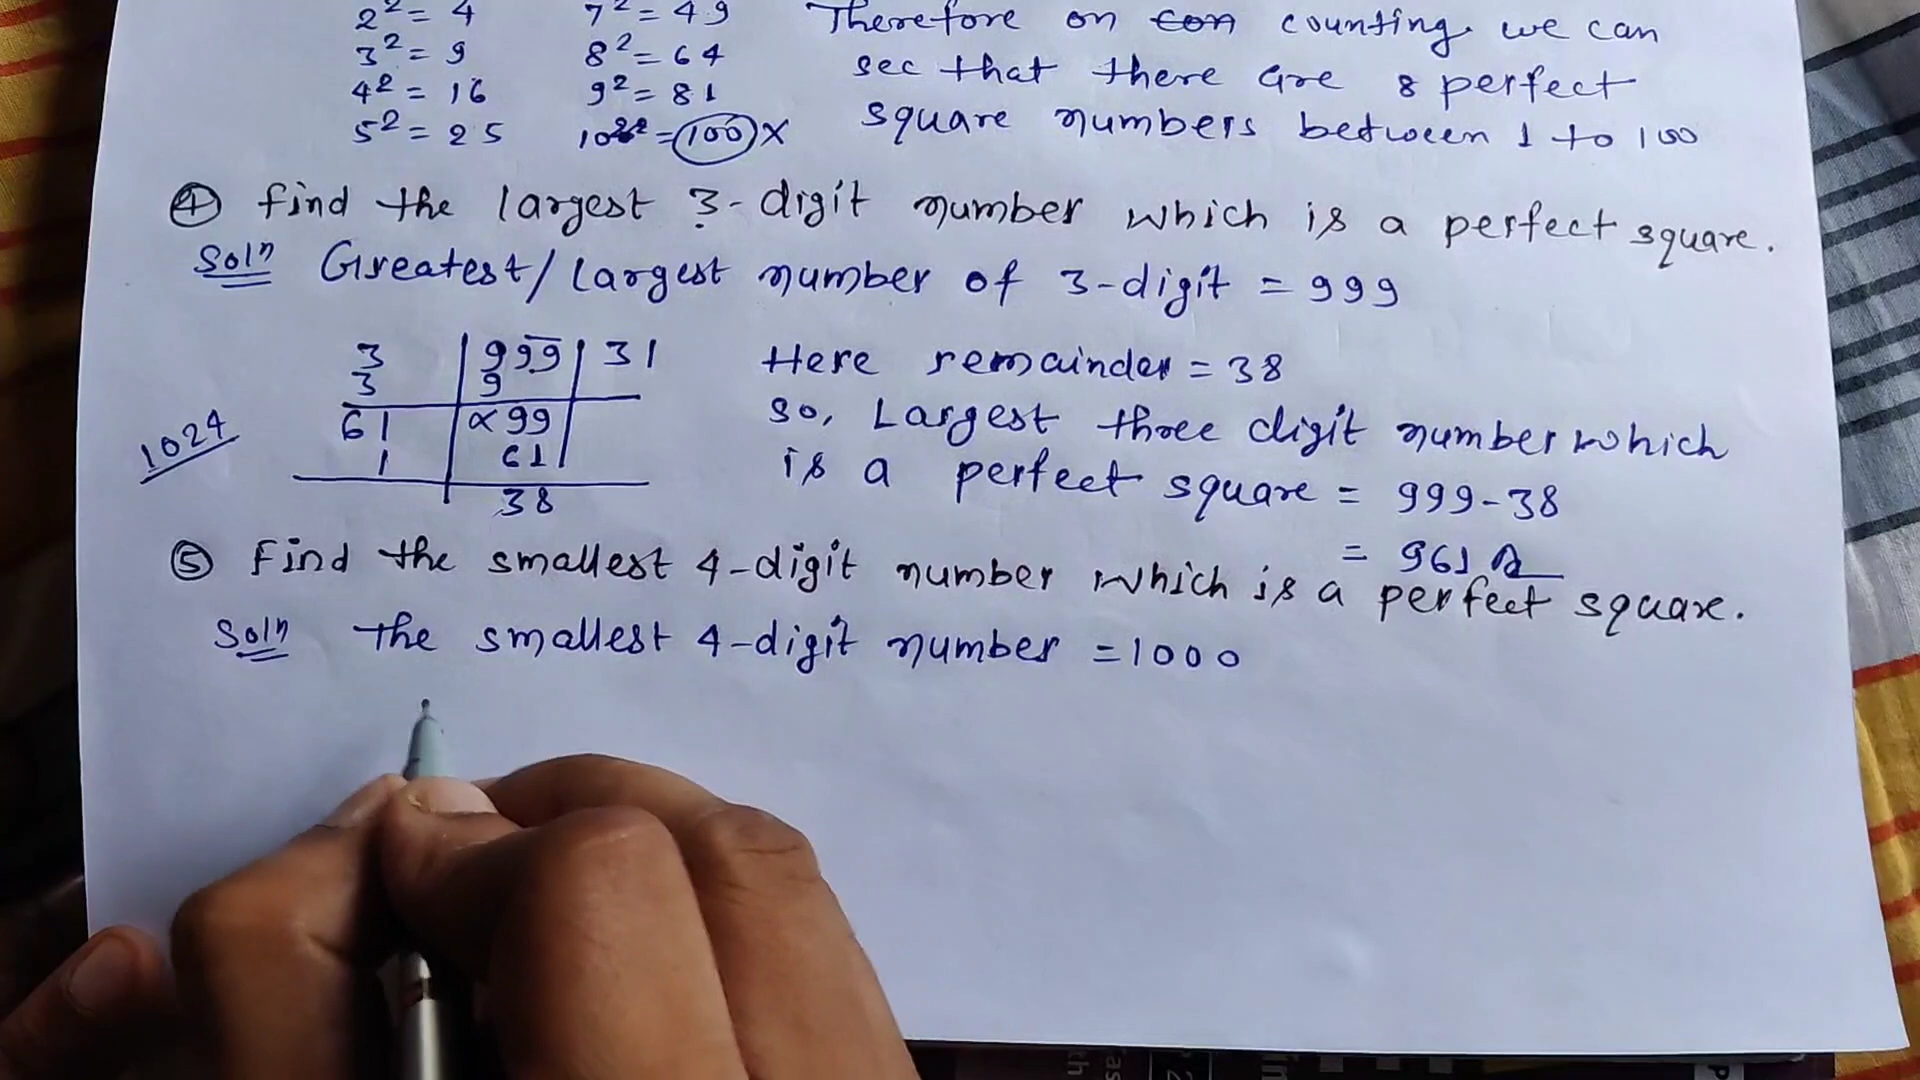 2² = 4 7² = 49 Therefore on con counting we can
3² = 9 8² = 64 see that there are 8 perfect
4² = 16 9² = 81 square numbers between 1 to 100
5² = 25 10² = 100 X
④ find the largest 3-digit number which is a perfect square.
Solⁿ Greatest/largest number of 3-digit = 999
3 999 31 Here remainder = 38
3 9
61 x99 so, Largest three digit number which
1024
1 61 is a perfect square = 999-38
38
= 961
⑤ Find the smallest 4-digit number which is a perfect square.
Solⁿ The smallest 4-digit number = 1000